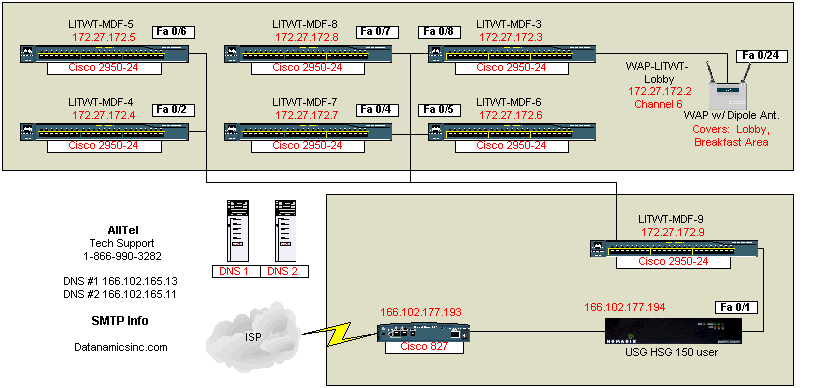 LITWT-MDF-5
172.27.172.5
Fa 0/6
Cisco 2950-24
LITWT-MDF-8
172.27.172.8
Fa 0/7
Cisco 2950-24
Fa 0/8
LITWT-MDF-3
172.27.172.3
Cisco 2950-24
WAP-LITWT-
Lobby
172.27.172.2
Channel 6
Fa 0/24
WAP w/ Dipole Ant.
Covers: Lobby,
Breakfast Area
LITWT-MDF-4
172.27.172.4
Fa 0/2
Cisco 2950-24
LITWT-MDF-7
172.27.172.7
Fa 0/4
Cisco 2950-24
Fa 0/5
LITWT-MDF-6
172.27.172.6
Cisco 2950-24
AllTel
Tech Support
1-866-990-3282
DNS #1 166.102.165.13
DNS #2 166.102.165.11
SMTP Info
Datanamicsinc.com
DNS 1
DNS 2
ISP
LITWT-MDF-9
172.27.172.9
Cisco 2950-24
166.102.177.193
Cisco 827
166.102.177.194
Fa 0/1
NOMADIX
USG HSG 150 user